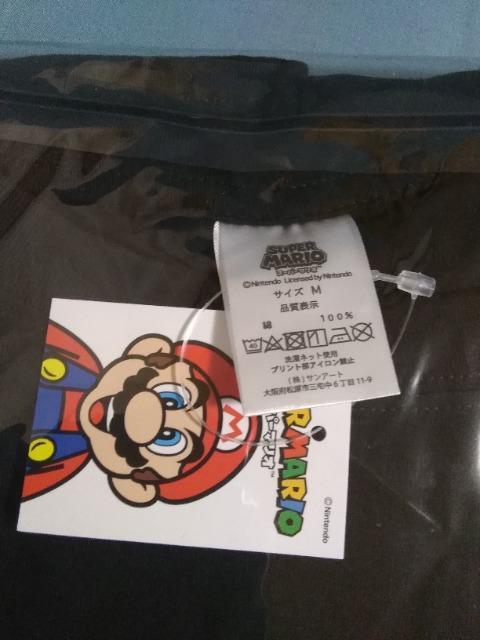 SUPER
MARIO
スーパーマリオ
©Nintendo Licensed by Nintendo
サイズ M
品質表示
綿 100%
40
洗濯ネット使用
プリント部アイロン禁止
(株)サンアート
大阪府松原市三宅中6丁目11-9
M
R MARIO
パーマリオ
™
©Nintendo